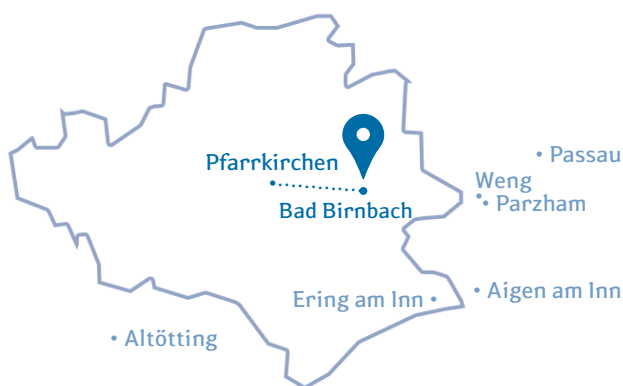 Passau
Pfarrkirchen
Weng
Parzham
Bad Birnbach
Aigen am Inn
Ering am Inn
Altötting